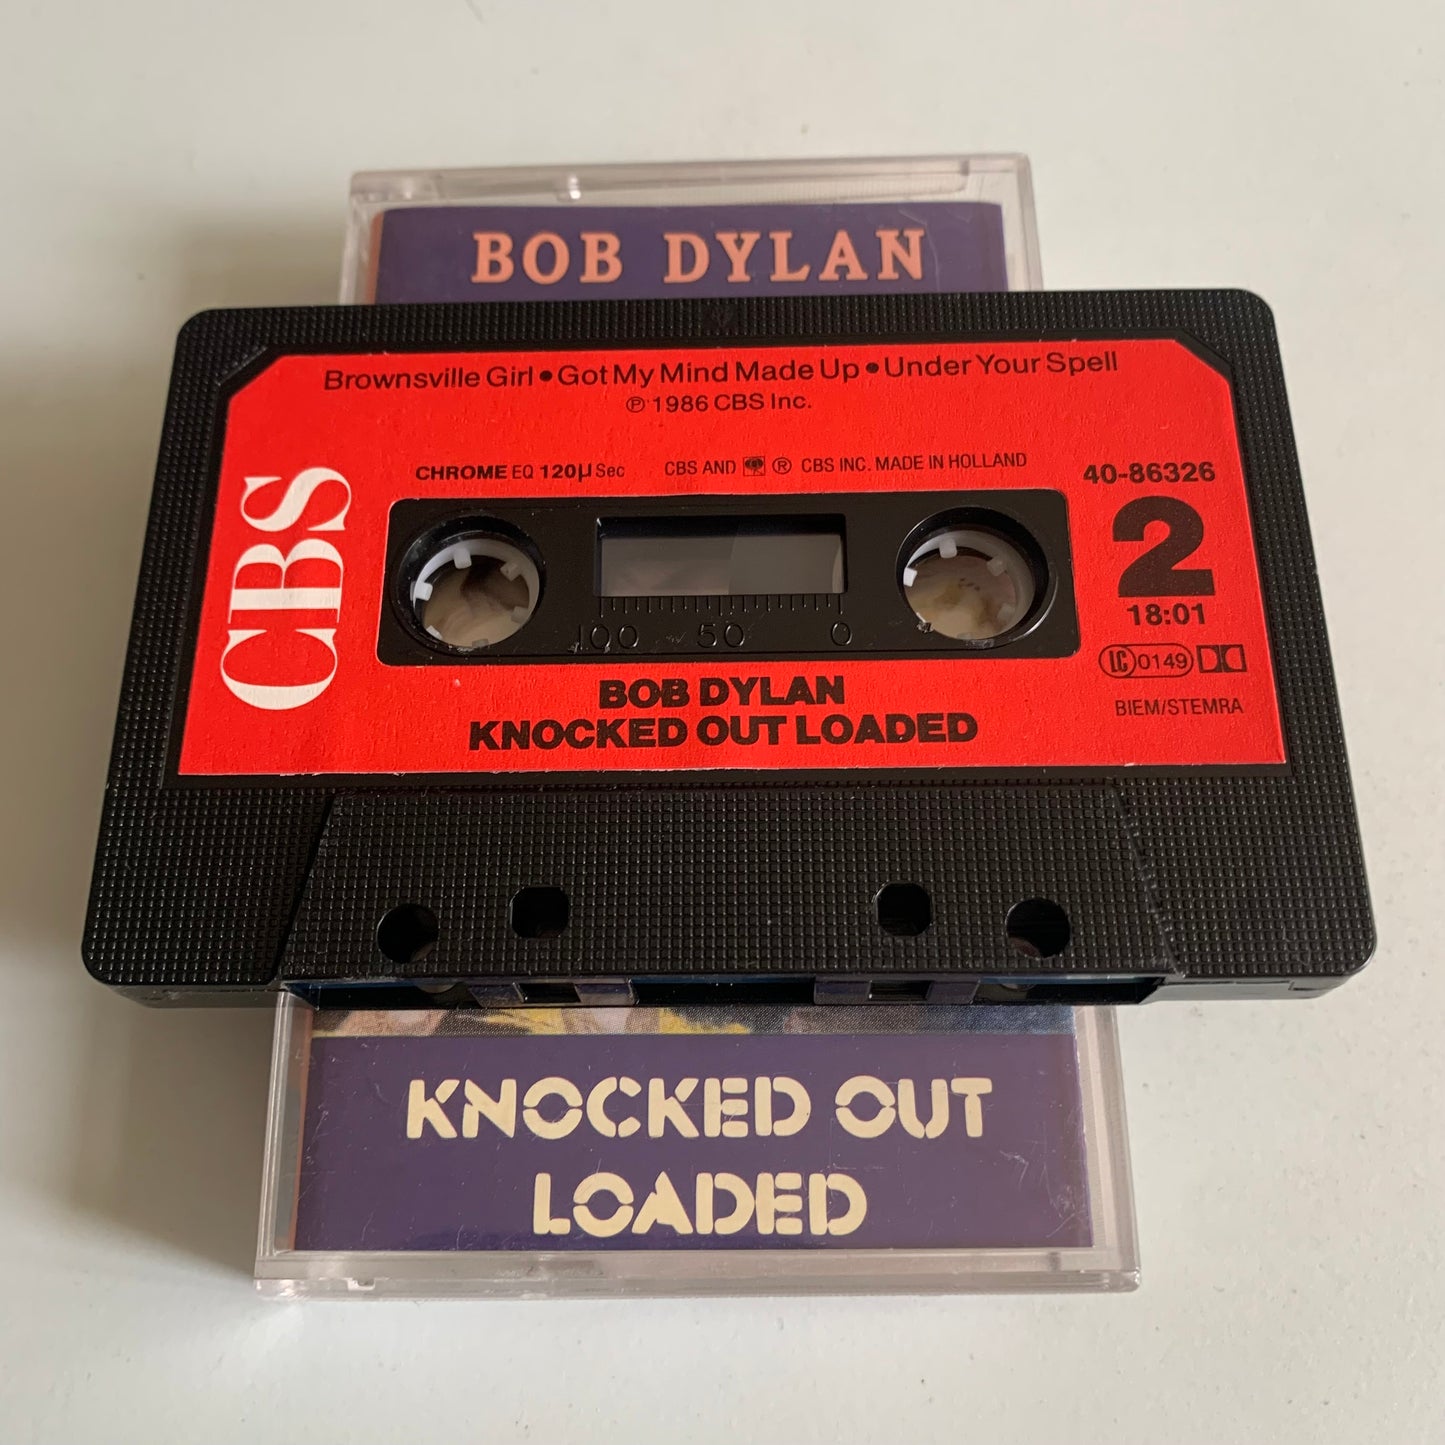 BOB DYLAN
Brownsville Girl • Got My Mind Made Up • Under Your Spell
℗ 1986 CBS Inc.
CHROME EQ 120µ Sec CBS AND ® CBS INC. MADE IN HOLLAND
40-86326
CBS
2
18:01
100 50 0
LC 0149
BIEM/STEMRA
BOB DYLAN
KNOCKED OUT LOADED
KNOCKED OUT
LOADED